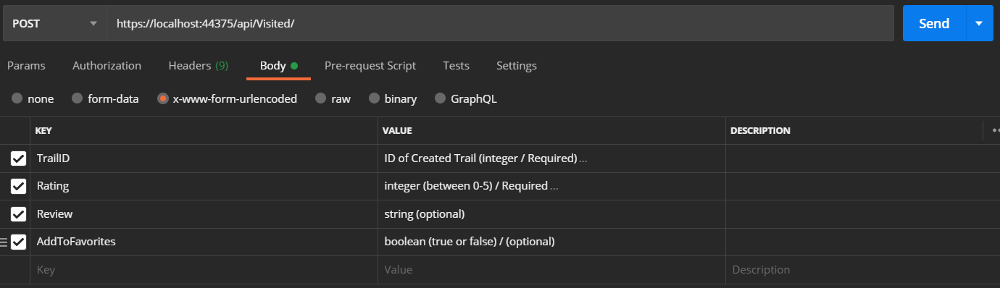 POST https://localhost:44375/api/Visited/ Send
Params Authorization Headers (9) Body Pre-request Script Tests Settings
none form-data x-www-form-urlencoded raw binary GraphQL
KEY VALUE DESCRIPTION
TrailID ID of Created Trail (integer / Required) ...
Rating integer (between 0-5) / Required ...
Review string (optional)
AddToFavorites boolean (true or false) / (optional)
Key Value Description